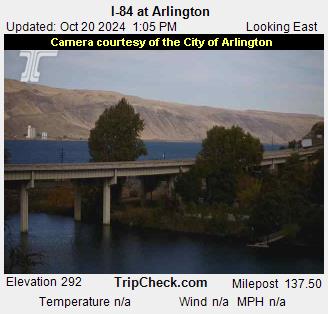 I-84 at Arlington
Updated: Oct 20 2024 1:05 PM Looking East
Camera courtesy of the City of Arlington
Elevation 292 TripCheck.com Milepost 137.50
Temperature n/a Wind n/a MPH n/a